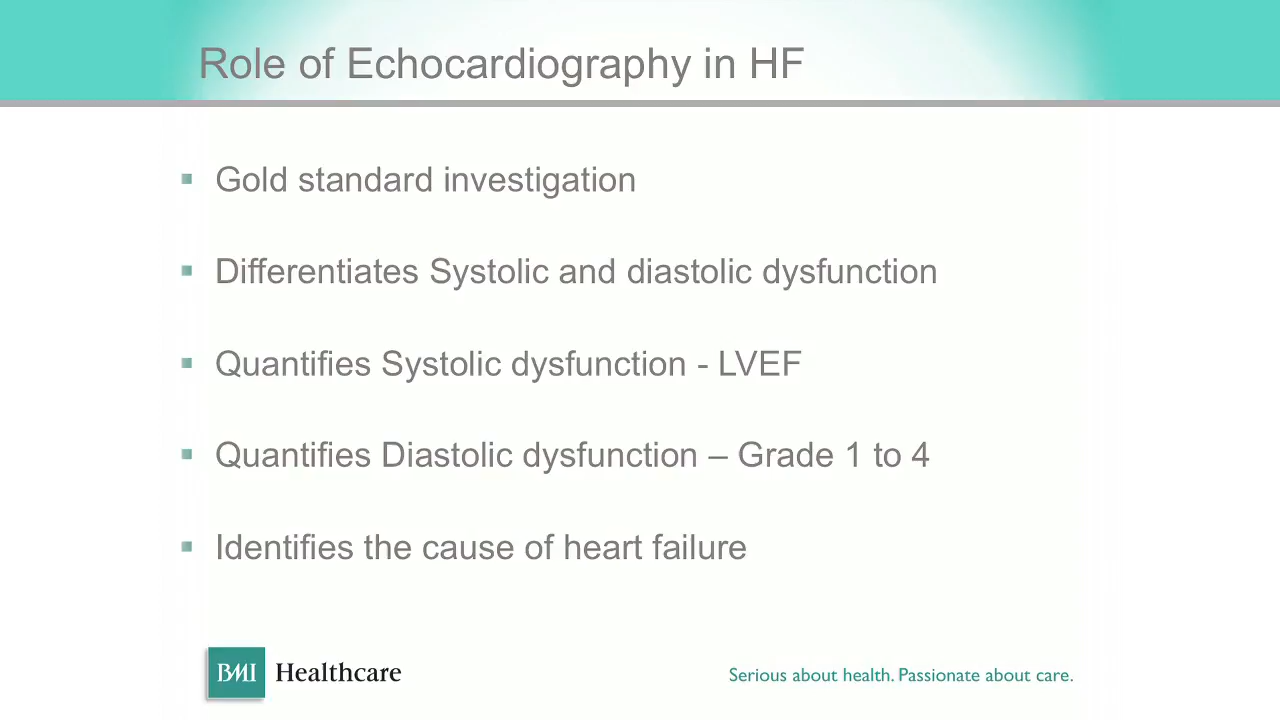 Role of Echocardiography in HF
Gold standard investigation
Differentiates Systolic and diastolic dysfunction
Quantifies Systolic dysfunction - LVEF
Quantifies Diastolic dysfunction – Grade 1 to 4
Identifies the cause of heart failure
BMI Healthcare
Serious about health. Passionate about care.